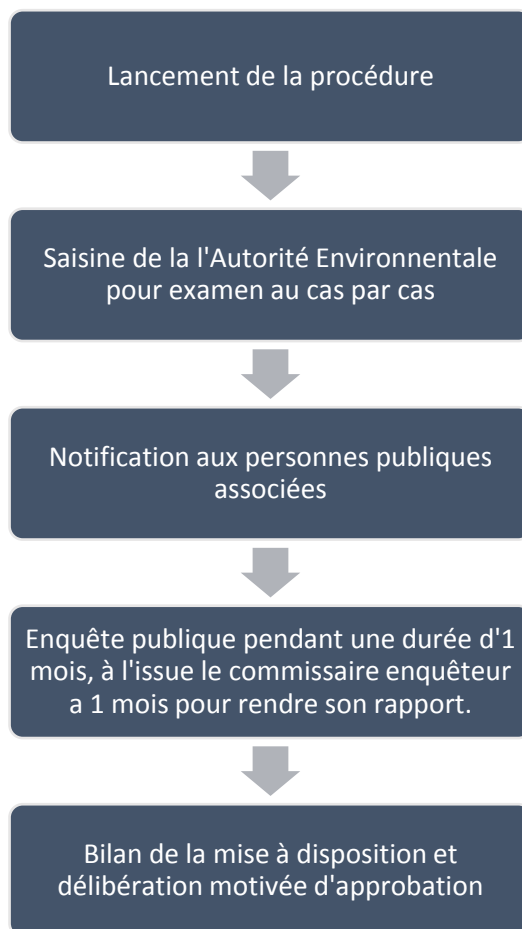 Lancement de la procédure
Saisine de la l'Autorité Environnentale
pour examen au cas par cas
Notification aux personnes publiques
associées
Enquête publique pendant une durée d'1
mois, à l'issue le commissaire enquêteur
a 1 mois pour rendre son rapport.
Bilan de la mise à disposition et
délibération motivée d'approbation